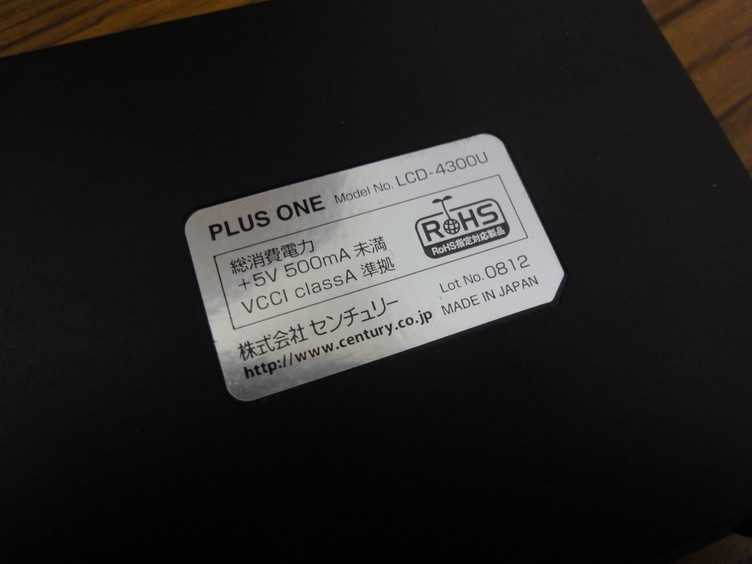 PLUS ONE Model No. LCD-4300U
総消費電力
+5V 500mA 未満
VCCI classA 準拠
RoHS
RoHS指定対応製品
株式会社 センチュリー
http://www.century.co.jp
Lot No. 0812
MADE IN JAPAN